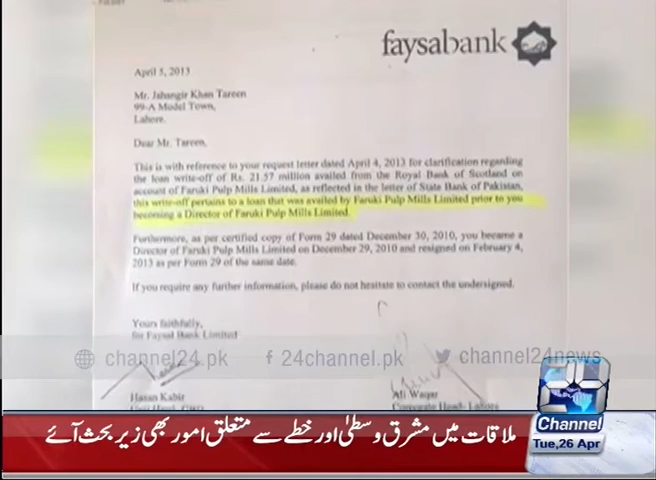 faysabank
April 5, 2013
Mr. Jahangir Khan Tareen
99-A Model Town,
Lahore.
Dear Mr. Tareen,
This is with reference to your request letter dated April 4, 2013 for clarification regarding
the loan write-off of Rs. 21.57 million availed from the Royal Bank of Scotland on
account of Faruki Pulp Mills Limited, as reflected in the letter of State Bank of Pakistan,
this write-off pertains to a loan that was availed by Faruki Pulp Mills Limited prior to you
becoming a Director of Faruki Pulp Mills Limited.
Furthermore, as per certified copy of Form 29 dated December 30, 2010, you became a
Director of Faruki Pulp Mills Limited on December 29, 2010 and resigned on February 4,
2013 as per Form 29 of the same date.
If you require any further information, please do not hesitate to contact the undersigned.
Yours faithfully,
for Faysal Bank Limited
channel24.pk
24channel.pk
channel24news
Hasan Kabir
Ali Waqar
Corporate Head- Lahore
24
Channel
Tue,26 Apr
ملاقات میں مشرق وسطیٰ اور خطے سے متعلق امور بھی زیر بحث آئے